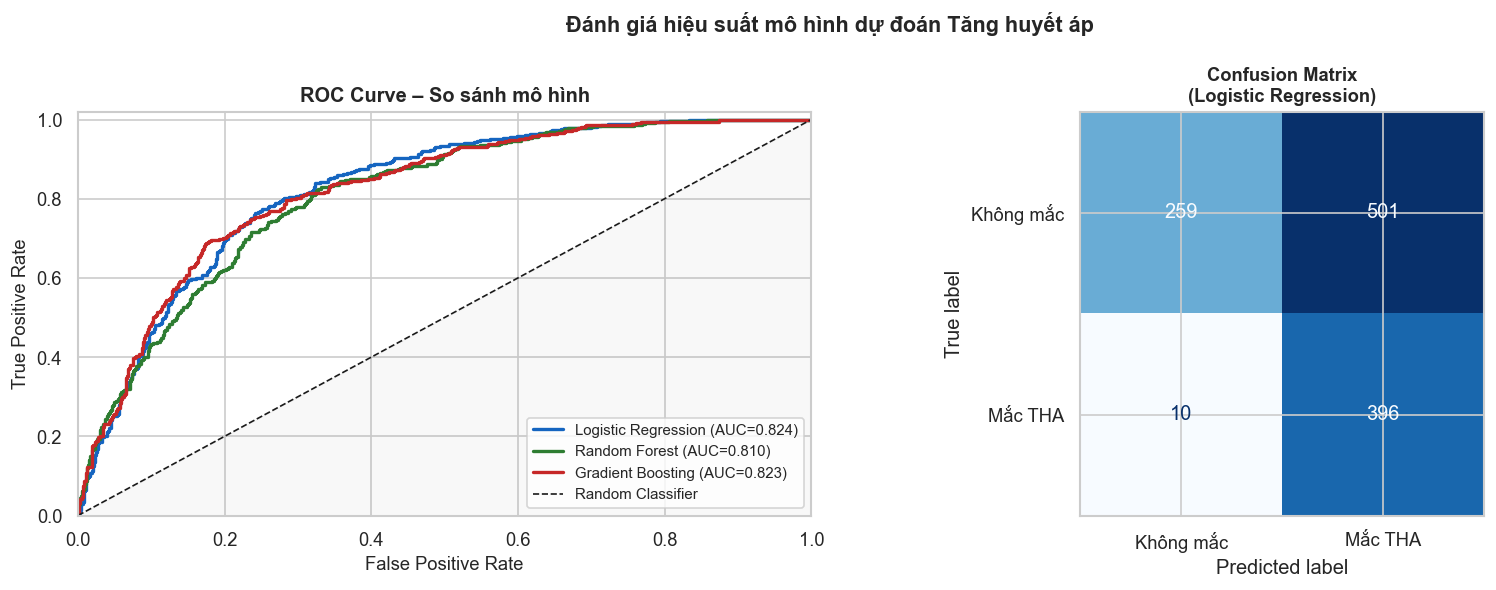 Đánh giá hiệu suất mô hình dự đoán Tăng huyết áp
ROC Curve – So sánh mô hình
True Positive Rate
1.0
0.8
0.6
0.4
0.2
0.0
0.0 0.2 0.4 0.6 0.8 1.0
False Positive Rate
Logistic Regression (AUC=0.824)
Random Forest (AUC=0.810)
Gradient Boosting (AUC=0.823)
Random Classifier
Confusion Matrix
(Logistic Regression)
True label
Không mắc 259 501
Mắc THA 10 396
Không mắc Mắc THA
Predicted label